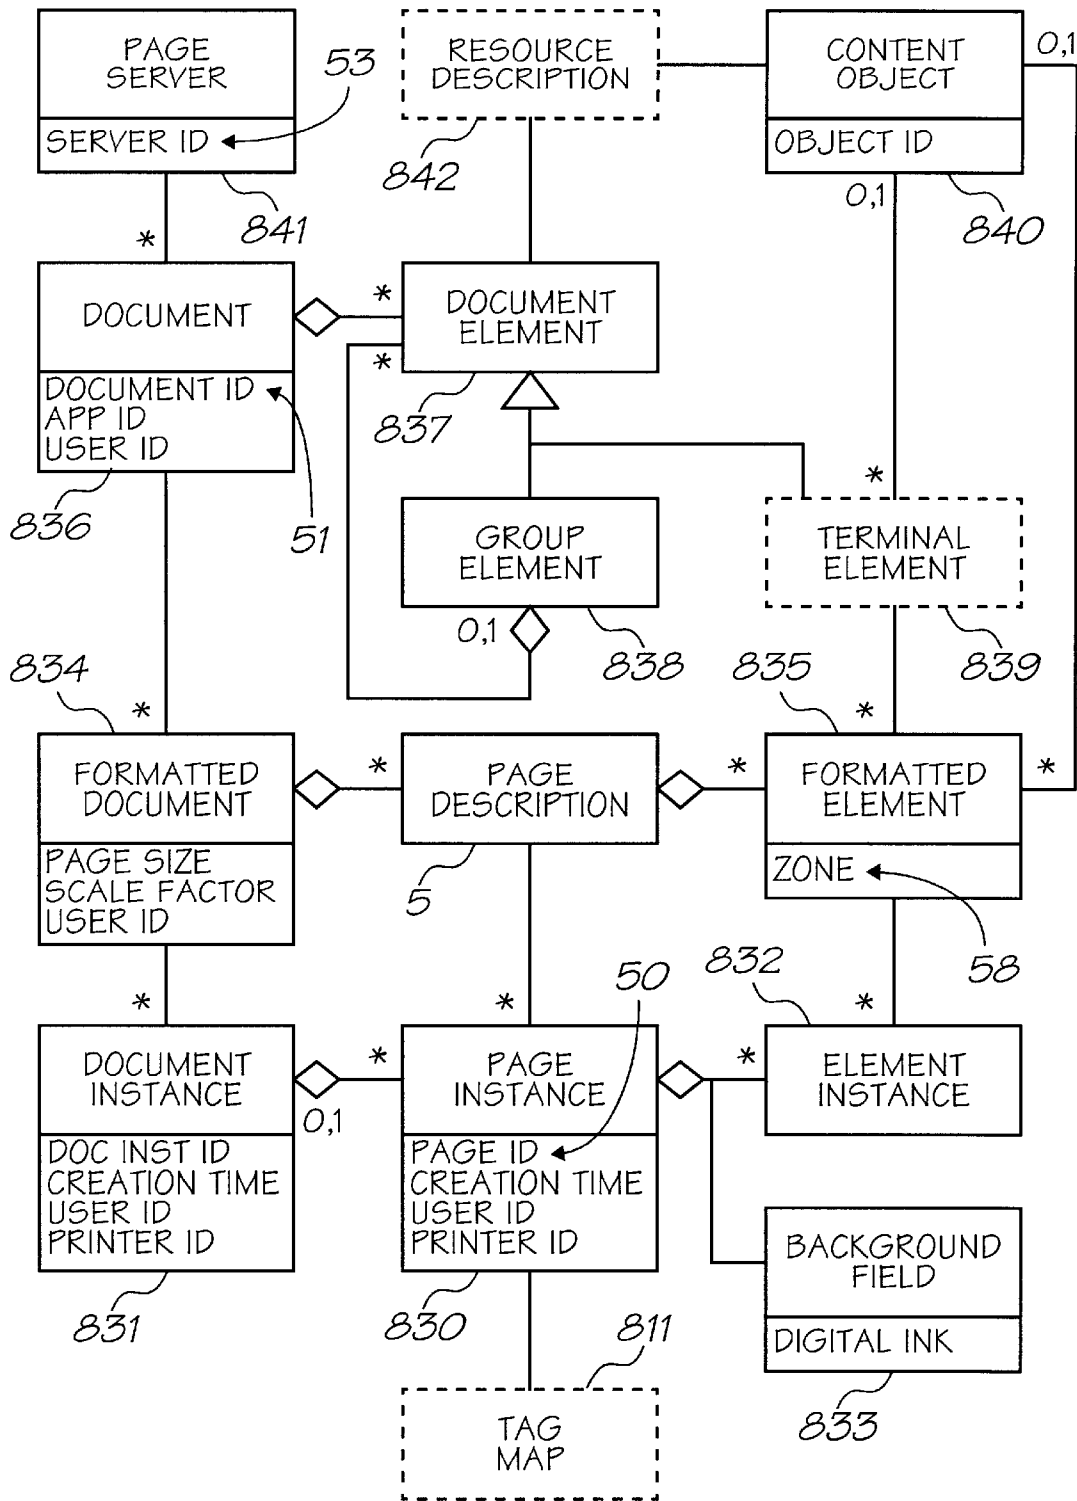 PAGE
SERVER
SERVER ID
53
841
RESOURCE
DESCRIPTION
842
CONTENT
OBJECT
OBJECT ID
0,1
0,1
840
*
DOCUMENT
DOCUMENT ID
APP ID
USER ID
836
51
*
DOCUMENT
ELEMENT
*
837
GROUP
ELEMENT
0,1
838
*
TERMINAL
ELEMENT
839
834
*
FORMATTED
DOCUMENT
PAGE SIZE
SCALE FACTOR
USER ID
*
PAGE
DESCRIPTION
5
*
835
*
FORMATTED
ELEMENT
*
ZONE
58
*
DOCUMENT
INSTANCE
0,1
DOC INST ID
CREATION TIME
USER ID
PRINTER ID
831
*
50
*
PAGE
INSTANCE
PAGE ID
CREATION TIME
USER ID
PRINTER ID
830
*
832
*
ELEMENT
INSTANCE
BACKGROUND
FIELD
DIGITAL INK
833
811
TAG
MAP